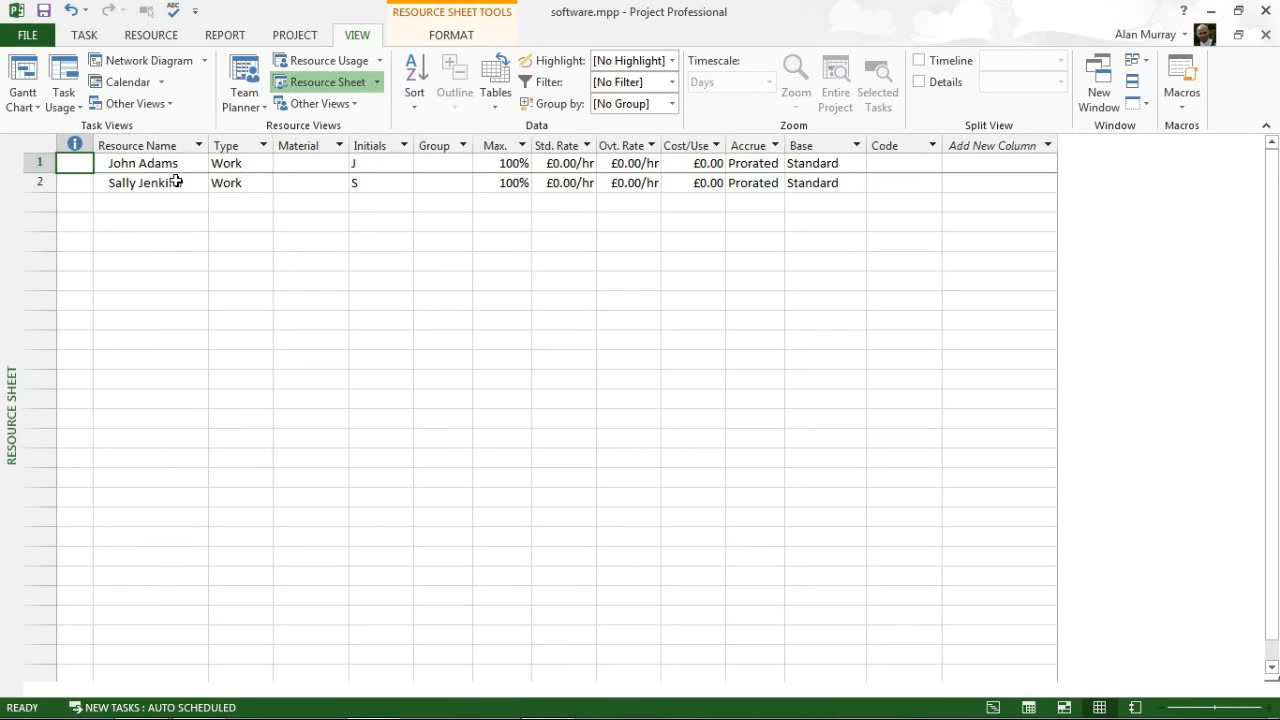 RESOURCE SHEET TOOLS
software.mpp - Project Professional
FILE TASK RESOURCE REPORT PROJECT VIEW FORMAT Alan Murray
Gantt Chart
Task Usage
Network Diagram
Calendar
Other Views
Task Views
Team Planner
Resource Usage
Resource Sheet
Other Views
Resource Views
Sort
Outline
Tables
Highlight: [No Highlight]
Filter: [No Filter]
Group by: [No Group]
Data
Timescale:
Days
Zoom
Entire Project
Selected Tasks
Zoom
Timeline
Details
Split View
New Window
Window
Macros
Macros
Resource Name Type Material Initials Group Max. Std. Rate Ovt. Rate Cost/Use Accrue Base Code Add New Column
1 John Adams Work J 100% £0.00/hr £0.00/hr £0.00 Prorated Standard
2 Sally Jenkins Work S 100% £0.00/hr £0.00/hr £0.00 Prorated Standard
RESOURCE SHEET
READY NEW TASKS : AUTO SCHEDULED